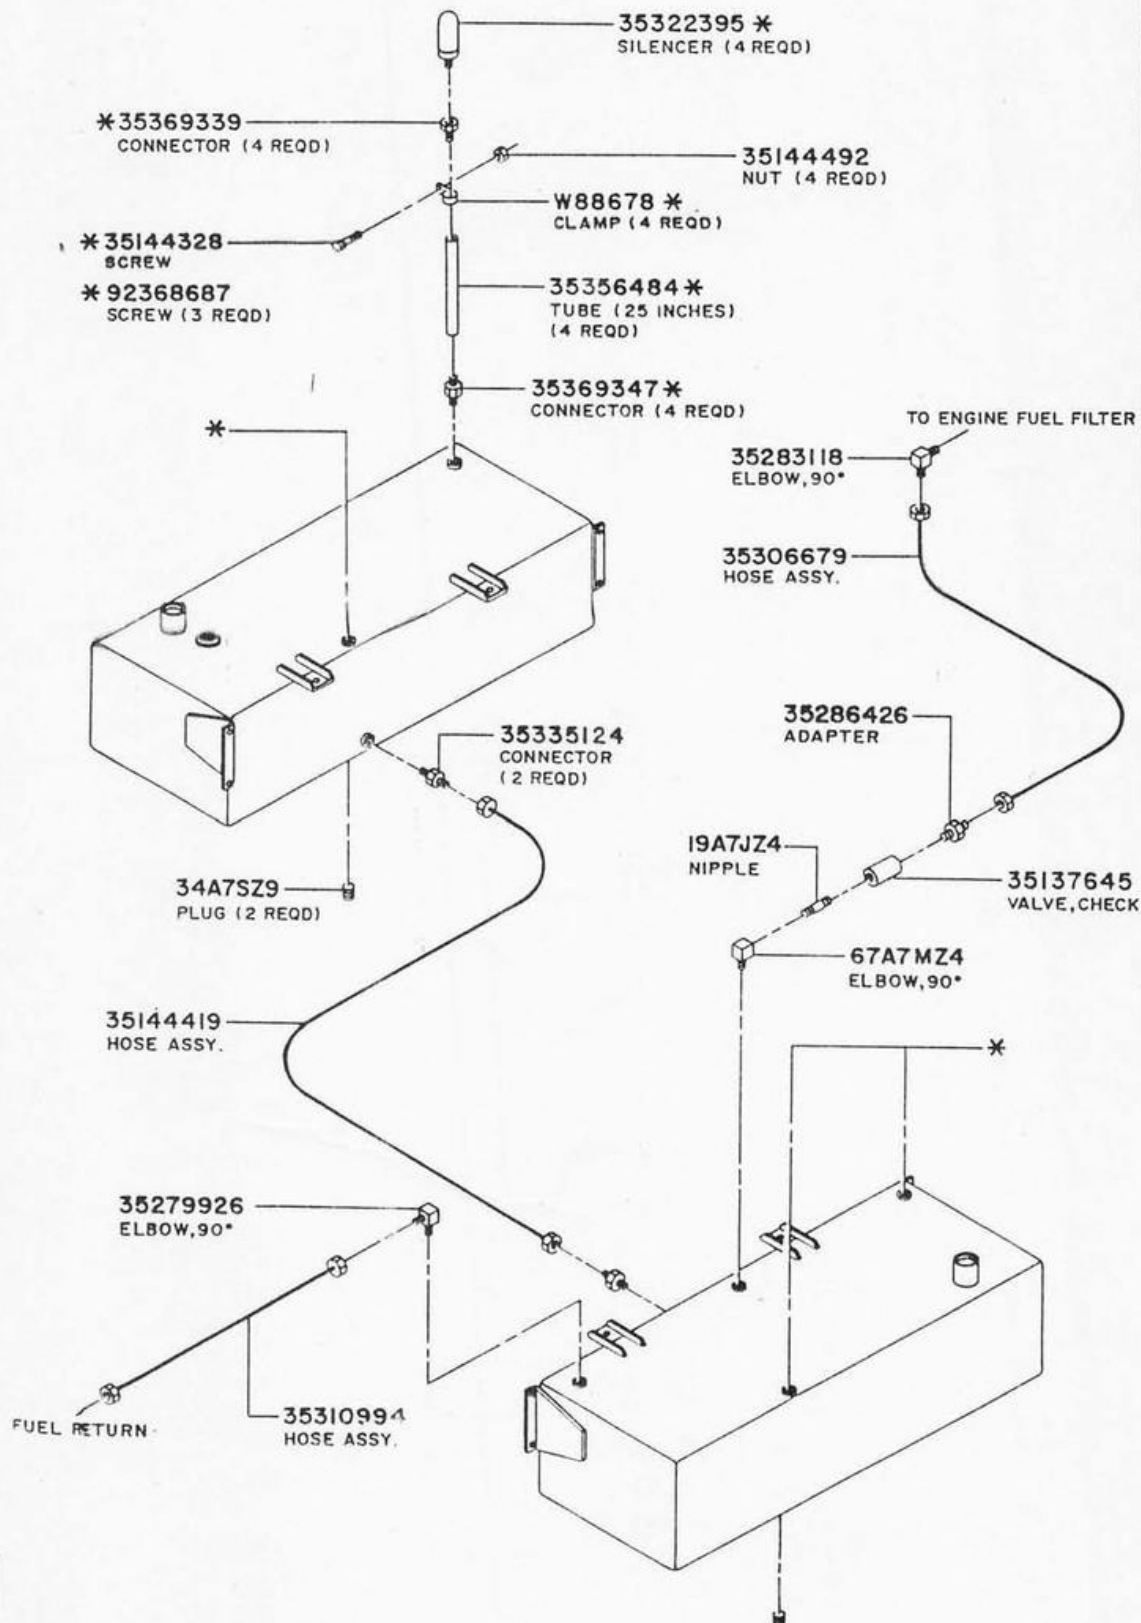 35322395 *
SILENCER (4 REQD)
*35369339
CONNECTOR (4 REQD)
35144492
NUT (4 REQD)
W88678 *
CLAMP (4 REQD)
*35144328
SCREW
*92368687
SCREW (3 REQD)
35356484*
TUBE (25 INCHES)
(4 REQD)
35369347*
CONNECTOR (4 REQD)
*
TO ENGINE FUEL FILTER
35283118
ELBOW,90°
35306679
HOSE ASSY.
35286426
ADAPTER
35335124
CONNECTOR
(2 REQD)
19A7JZ4
NIPPLE
35137645
VALVE,CHECK
34A7SZ9
PLUG (2 REQD)
67A7MZ4
ELBOW,90°
35144419
HOSE ASSY.
*
35279926
ELBOW,90°
35310994
HOSE ASSY.
FUEL RETURN